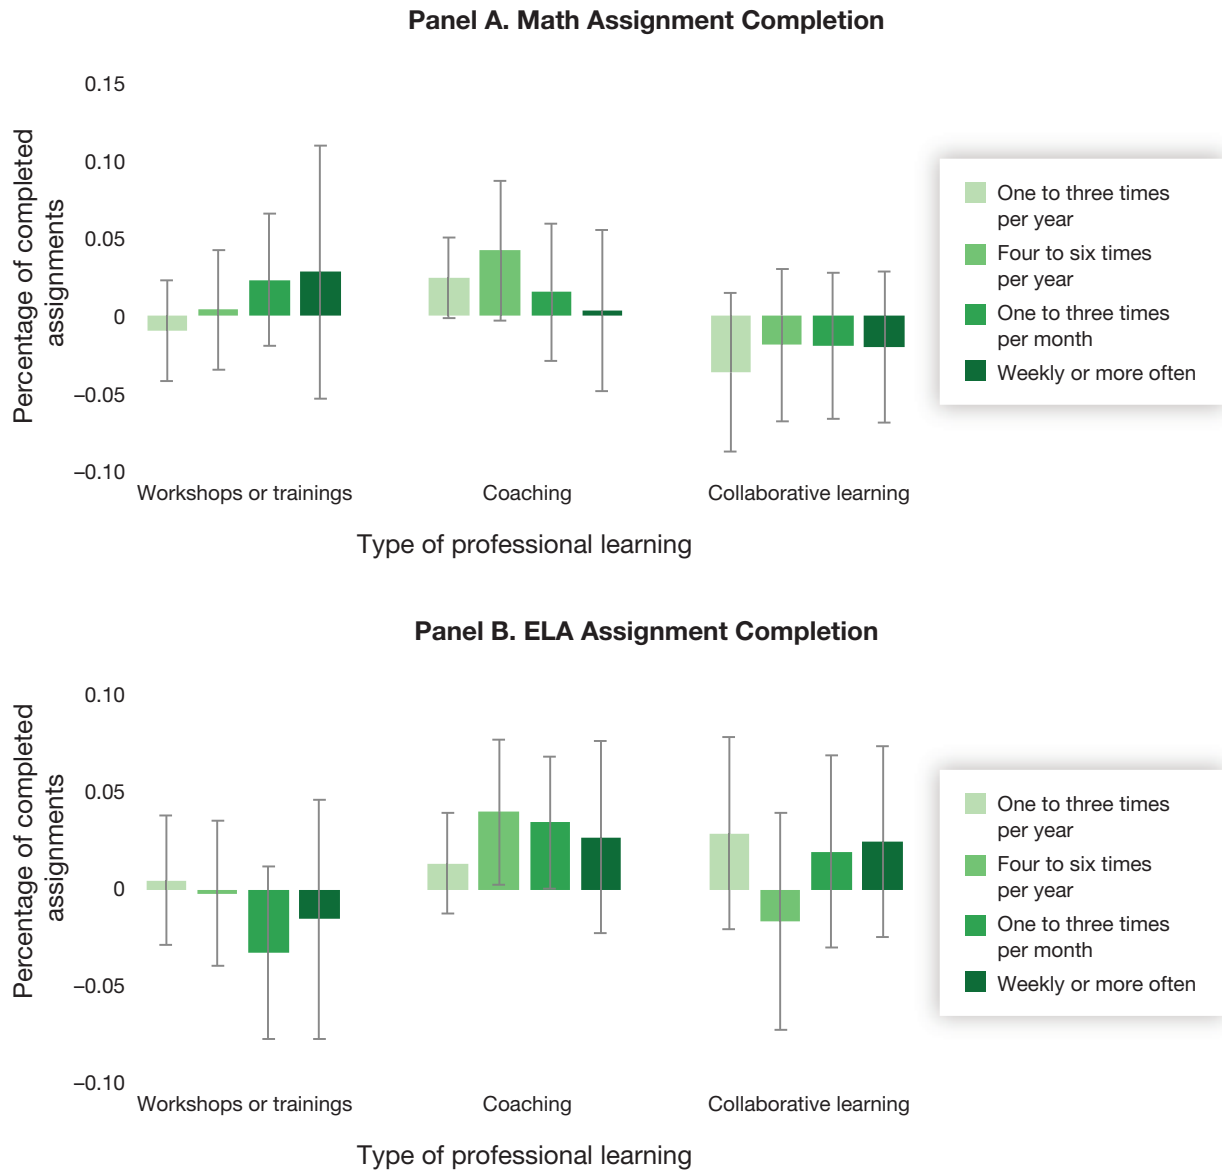 Panel A. Math Assignment Completion
Percentage of completed
assignments
0.15
0.10
0.05
0
−0.05
−0.10
Workshops or trainings
Coaching
Collaborative learning
Type of professional learning
One to three times
per year
Four to six times
per year
One to three times
per month
Weekly or more often
Panel B. ELA Assignment Completion
Percentage of completed
assignments
0.10
0.05
0
−0.05
−0.10
Workshops or trainings
Coaching
Collaborative learning
Type of professional learning
One to three times
per year
Four to six times
per year
One to three times
per month
Weekly or more often